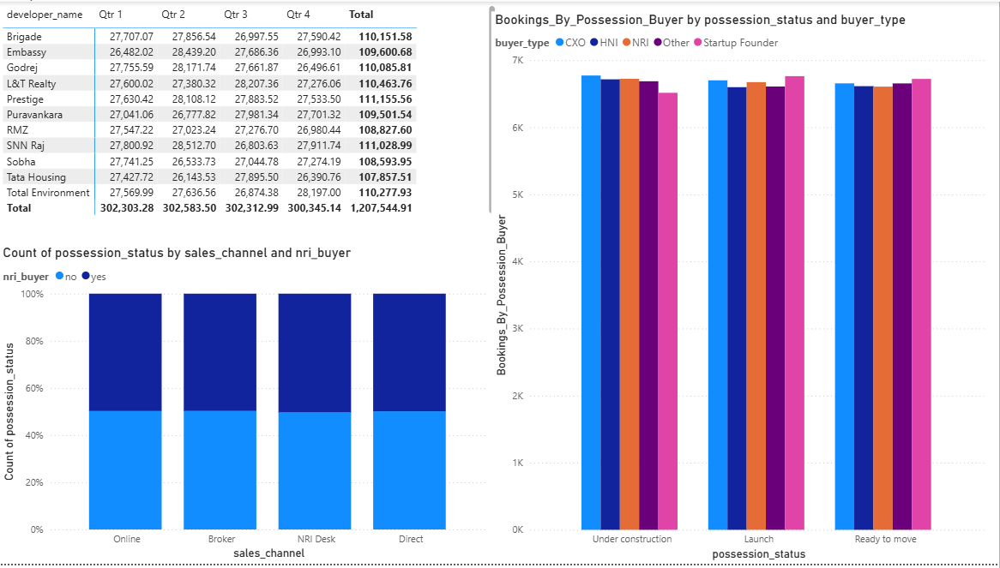 developer_name Qtr 1 Qtr 2 Qtr 3 Qtr 4 Total
Brigade 27,707.07 27,856.54 26,997.55 27,590.42 110,151.58
Embassy 26,482.02 28,439.20 27,686.36 26,993.10 109,600.68
Godrej 27,755.59 28,171.74 27,661.87 26,496.61 110,085.81
L&T Realty 27,600.02 27,380.32 28,207.36 27,276.06 110,463.76
Prestige 27,630.42 28,108.12 27,883.52 27,533.50 111,155.56
Puravankara 27,041.06 26,777.82 27,981.34 27,701.32 109,501.54
RMZ 27,547.22 27,023.24 27,276.70 26,980.44 108,827.60
SNN Raj 27,800.92 28,512.70 26,803.63 27,911.74 111,028.99
Sobha 27,741.25 26,533.73 27,044.78 27,274.19 108,593.95
Tata Housing 27,427.72 26,143.53 27,895.50 26,390.76 107,857.51
Total Environment 27,569.99 27,636.56 26,874.38 28,197.00 110,277.93
Total 302,303.28 302,583.50 302,312.99 300,345.14 1,207,544.91
Count of possession_status by sales_channel and nri_buyer
nri_buyer no yes
Count of possession_status
100%
80%
60%
40%
20%
0%
Online Broker NRI Desk Direct
sales_channel
Bookings_By_Possession_Buyer by possession_status and buyer_type
buyer_type CXO HNI NRI Other Startup Founder
Bookings_By_Possession_Buyer
7K
6K
5K
4K
3K
2K
1K
0K
Under construction Launch Ready to move
possession_status